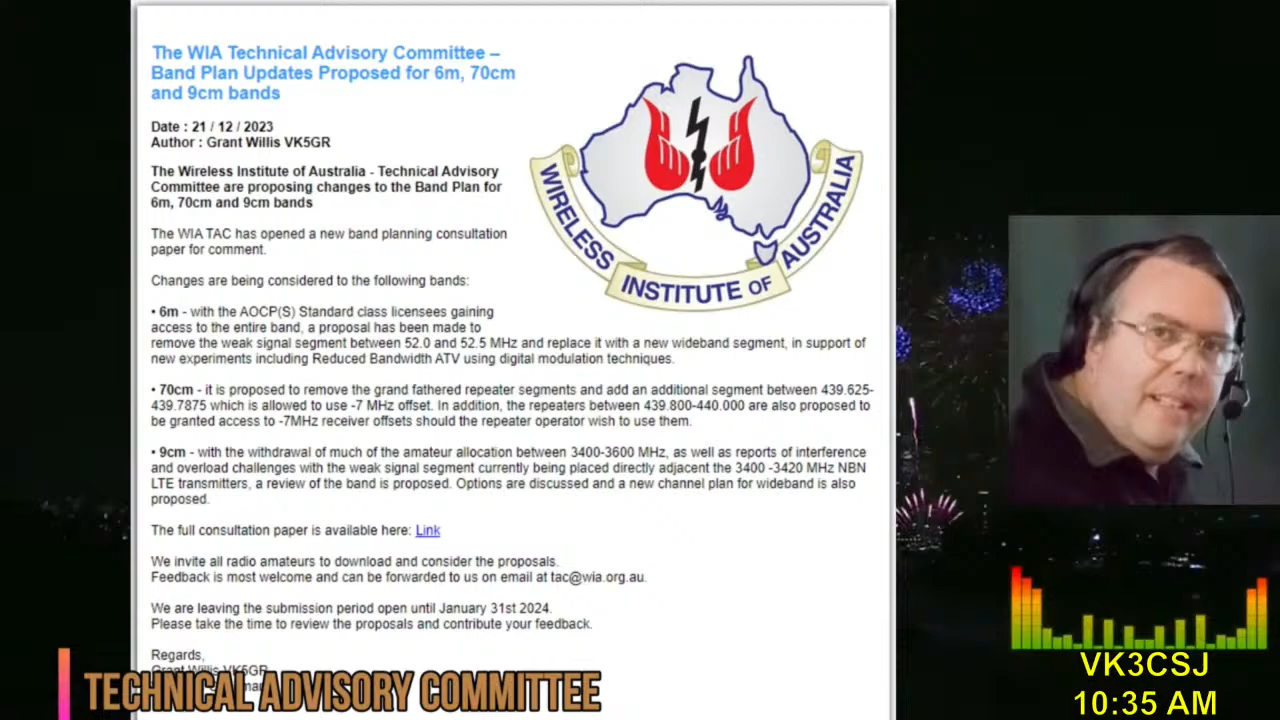 The WIA Technical Advisory Committee –
Band Plan Updates Proposed for 6m, 70cm
and 9cm bands
Date : 21 / 12 / 2023
Author : Grant Willis VK5GR
The Wireless Institute of Australia - Technical Advisory
Committee are proposing changes to the Band Plan for
6m, 70cm and 9cm bands
The WIA TAC has opened a new band planning consultation
paper for comment.
Changes are being considered to the following bands:
• 6m - with the AOCP(S) Standard class licensees gaining
access to the entire band, a proposal has been made to
remove the weak signal segment between 52.0 and 52.5 MHz and replace it with a new wideband segment, in support of
new experiments including Reduced Bandwidth ATV using digital modulation techniques.
• 70cm - it is proposed to remove the grand fathered repeater segments and add an additional segment between 439.625-
439.7875 which is allowed to use -7 MHz offset. In addition, the repeaters between 439.800-440.000 are also proposed to
be granted access to -7MHz receiver offsets should the repeater operator wish to use them.
• 9cm - with the withdrawal of much of the amateur allocation between 3400-3600 MHz, as well as reports of interference
and overload challenges with the weak signal segment currently being placed directly adjacent the 3400 -3420 MHz NBN
LTE transmitters, a review of the band is proposed. Options are discussed and a new channel plan for wideband is also
proposed.
The full consultation paper is available here: Link
We invite all radio amateurs to download and consider the proposals.
Feedback is most welcome and can be forwarded to us on email at tac@wia.org.au.
We are leaving the submission period open until January 31st 2024.
Please take the time to review the proposals and contribute your feedback.
Regards,
Grant Willis VK5GR
WIRELESS INSTITUTE OF AUSTRALIA
TECHNICAL ADVISORY COMMITTEE
VK3CSJ
10:35 AM